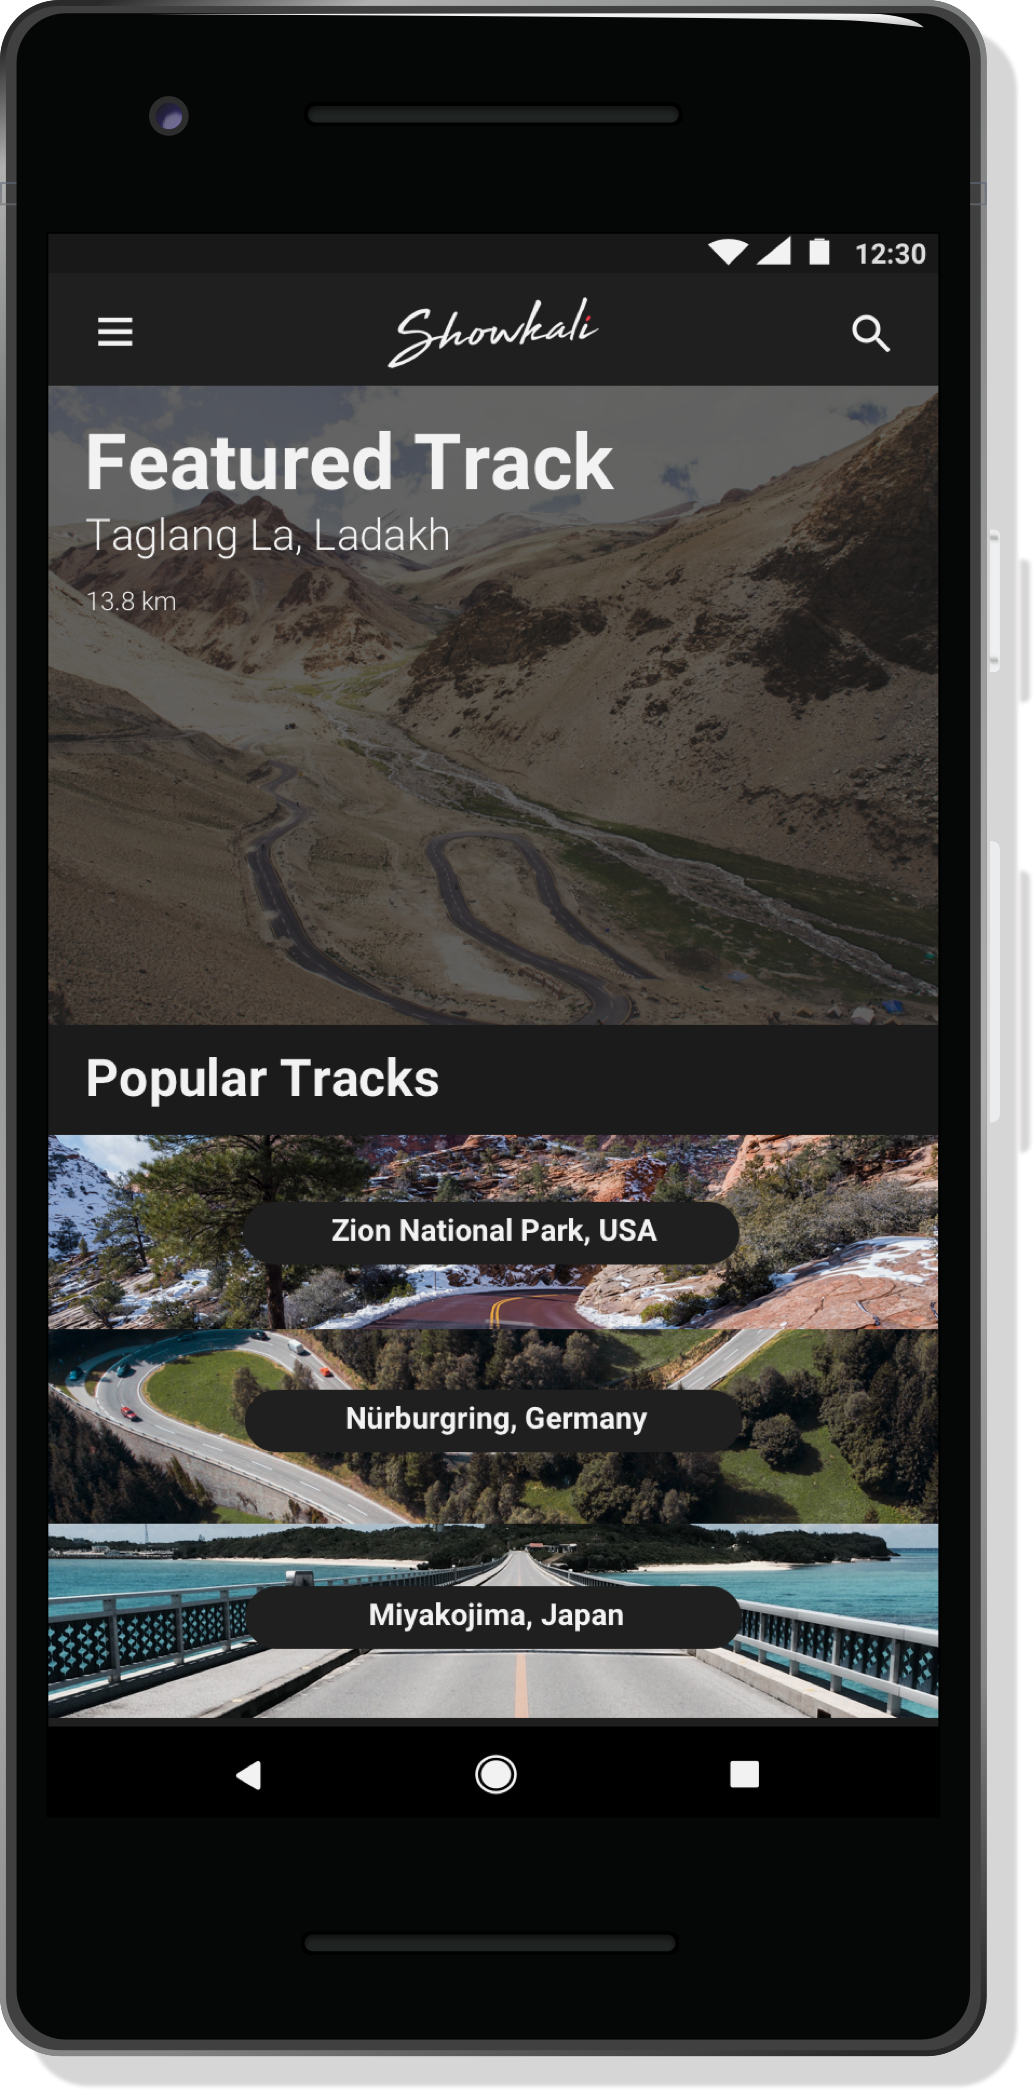 12:30
Showkali
Featured Track
Taglang La, Ladakh
13.8 km
Popular Tracks
Zion National Park, USA
Nürburgring, Germany
Miyakojima, Japan